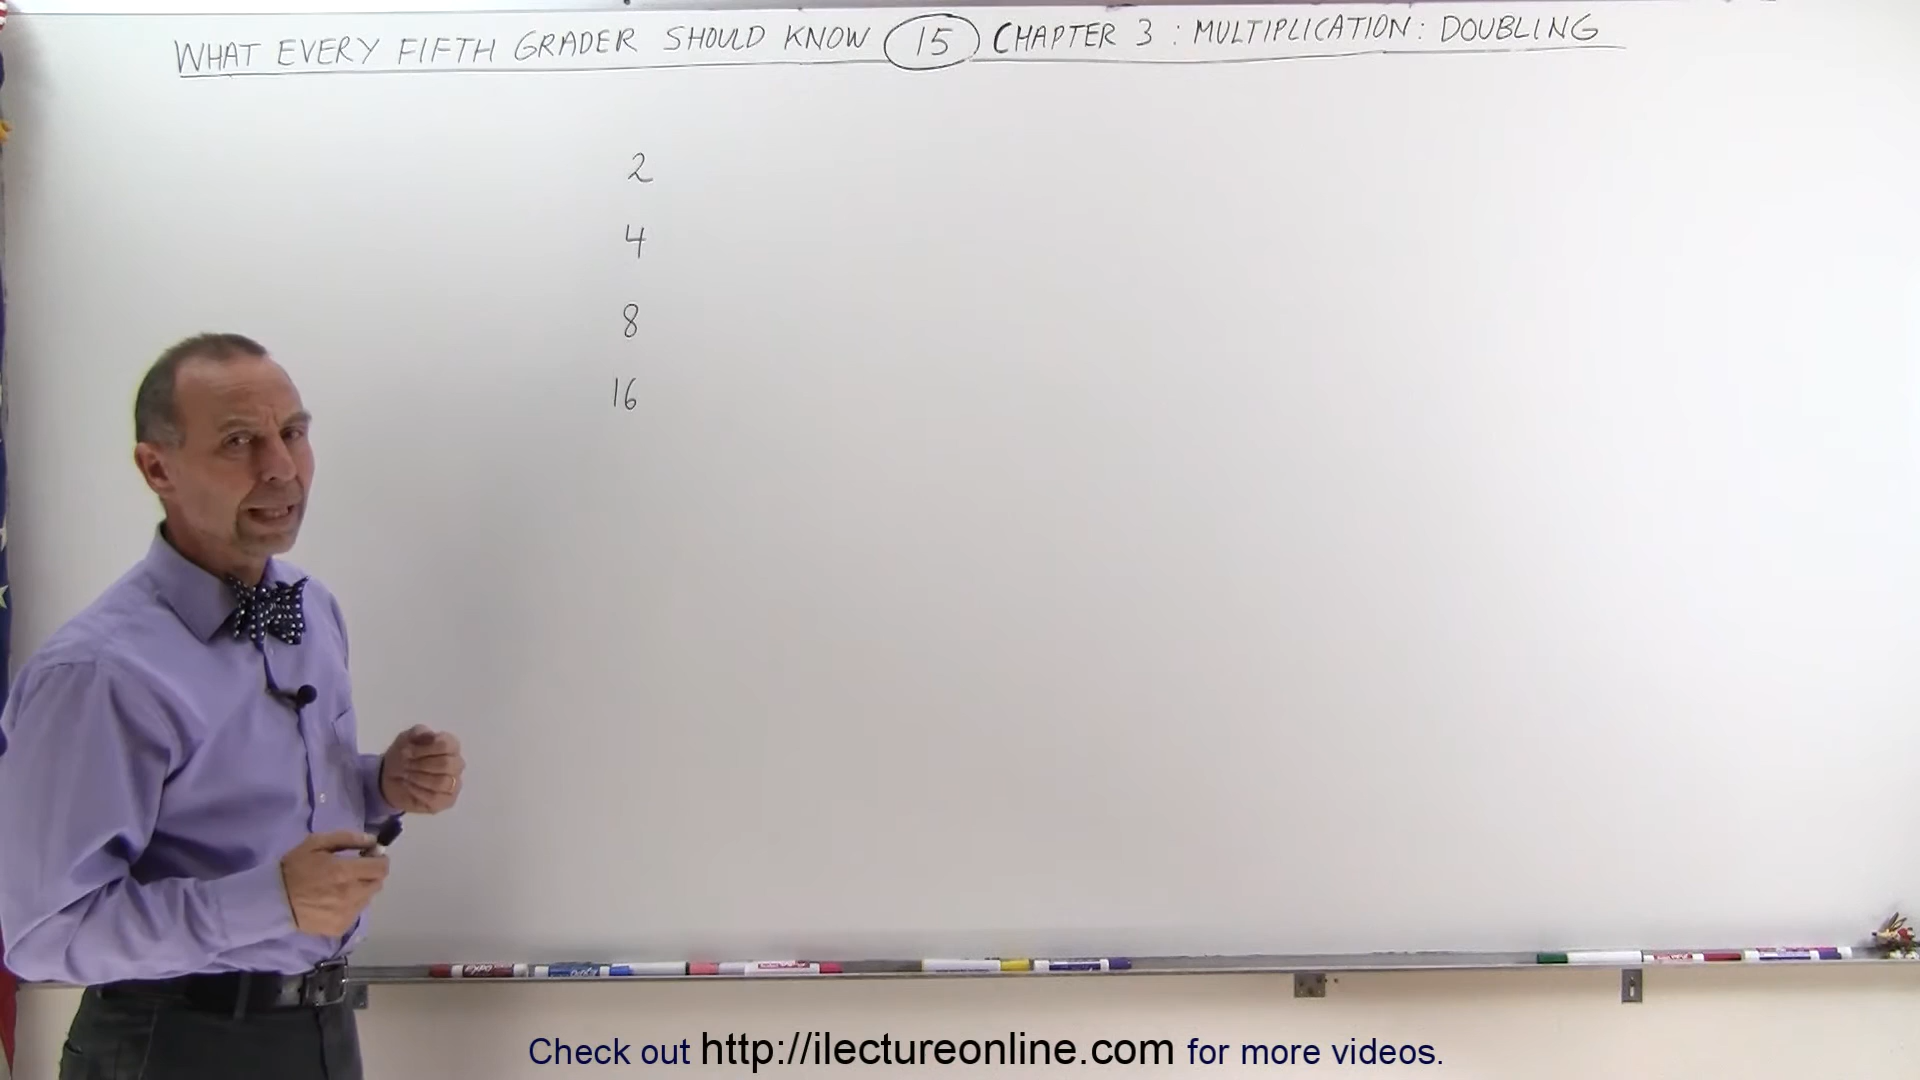 WHAT EVERY FIFTH GRADER SHOULD KNOW 15 CHAPTER 3 : MULTIPLICATION : DOUBLING
2
4
8
16
Check out http://ilectureonline.com for more videos.